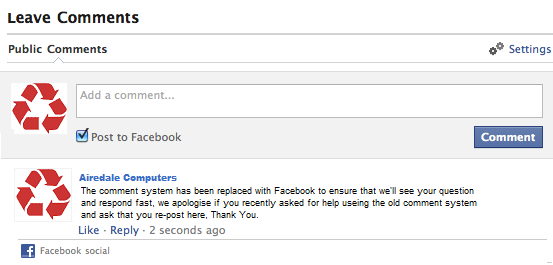 Leave Comments
Public Comments
Settings
Add a comment...
Post to Facebook
Comment
Airedale Computers
The comment system has been replaced with Facebook to ensure that we'll see your question
and respond fast, we apologise if you recently asked for help useing the old comment system
and ask that you re-post here, Thank You.
Like · Reply · 2 seconds ago
f Facebook social